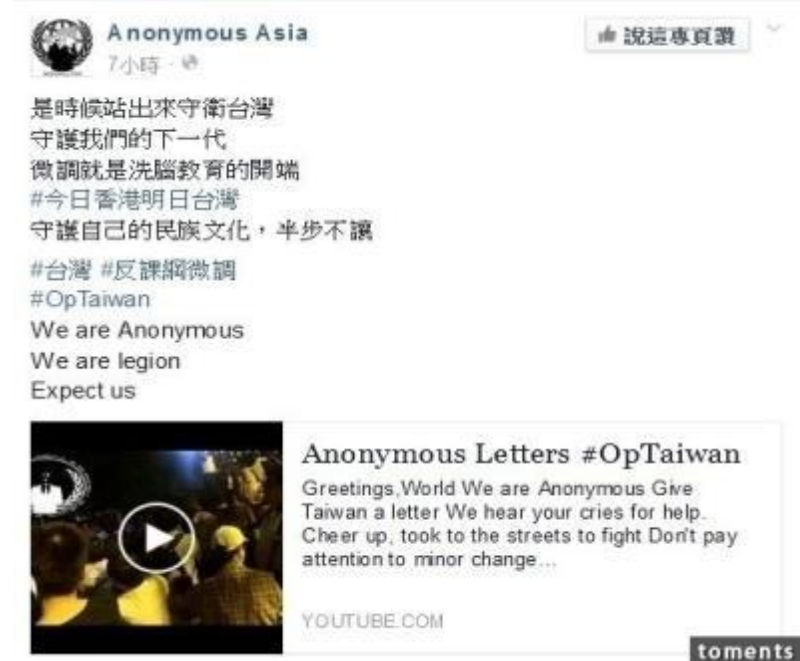 Anonymous Asia
說這專頁讚
7小時
是時候站出來守衛台灣
守護我們的下一代
微調就是洗腦教育的開端
#今日香港明日台灣
守護自己的民族文化,半步不讓
#台灣 #反課綱微調
#OpTaiwan
We are Anonymous
We are legion
Expect us
Anonymous Letters #OpTaiwan
Greetings,World We are Anonymous Give
Taiwan a letter We hear your cries for help.
Cheer up, took to the streets to fight Don't pay
attention to minor change...
YOUTUBE.COM
toments